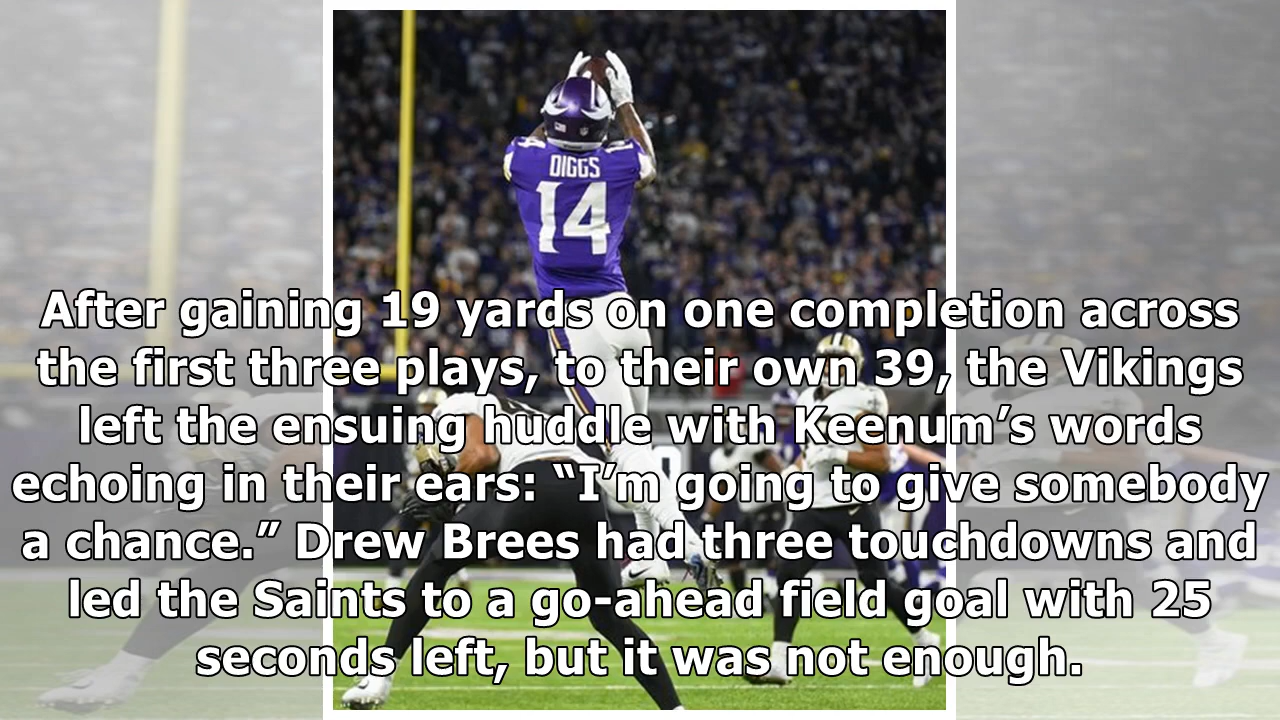 DIGGS
14
After gaining 19 yards on one completion across
the first three plays, to their own 39, the Vikings
left the ensuing huddle with Keenum’s words
echoing in their ears: “I’m going to give somebody
a chance.” Drew Brees had three touchdowns and
led the Saints to a go-ahead field goal with 25
seconds left, but it was not enough.